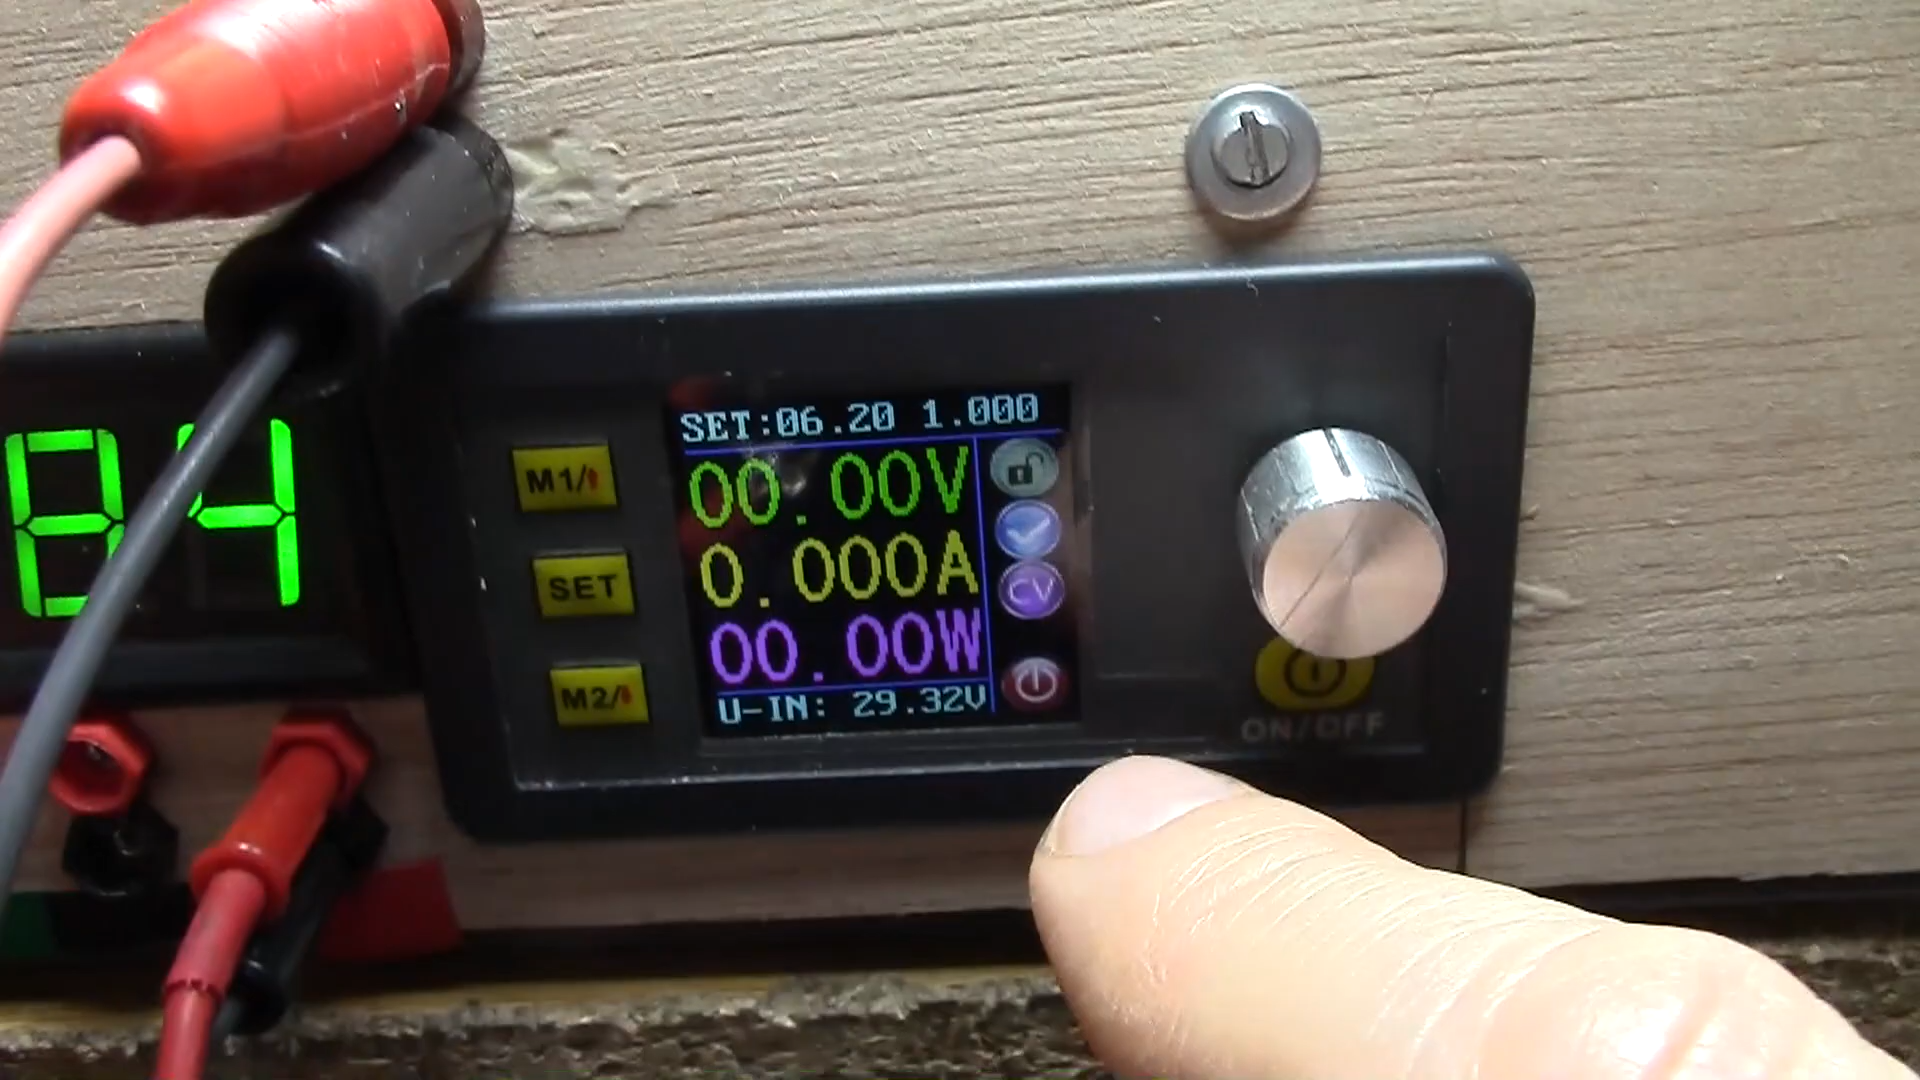 84
M1/
SET
M2/
SET:06.20 1.000
00.00V
0.000A
00.00W
U-IN: 29.32V
CV
ON/OFF